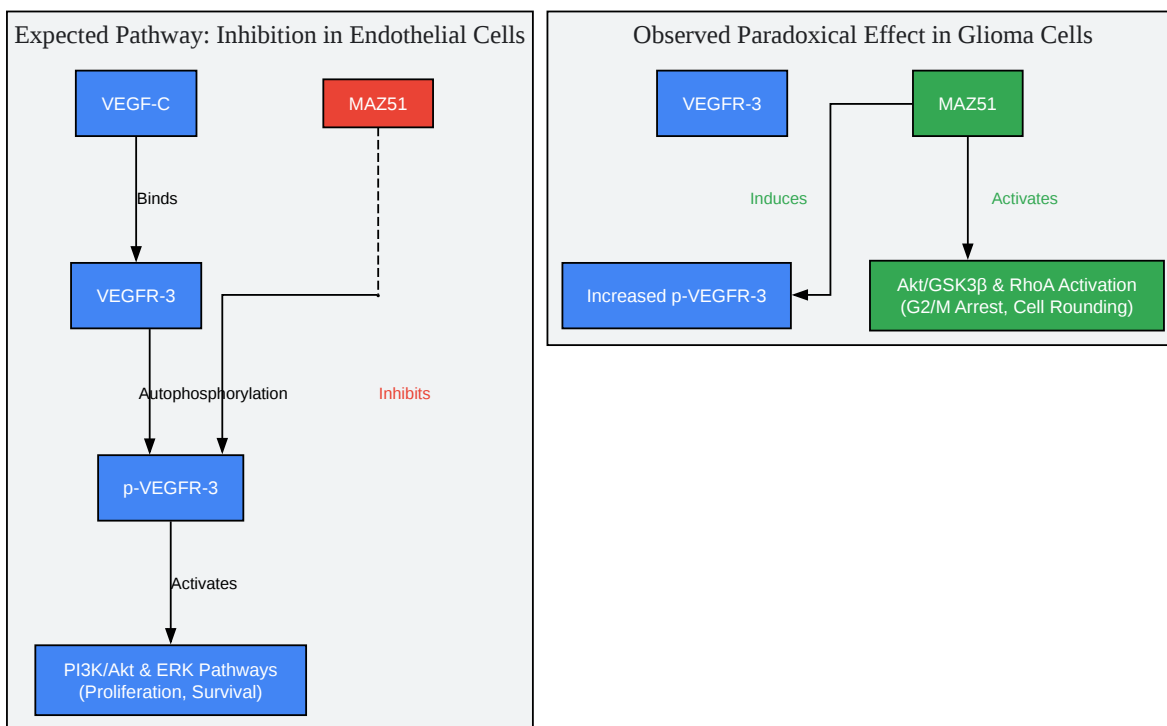 Expected Pathway: Inhibition in Endothelial Cells
VEGF-C
MAZ51
Binds
VEGFR-3
Autophosphorylation
Inhibits
p-VEGFR-3
Activates
PI3K/Akt & ERK Pathways
(Proliferation, Survival)
Observed Paradoxical Effect in Glioma Cells
VEGFR-3
MAZ51
Induces
Activates
Increased p-VEGFR-3
Akt/GSK3β & RhoA Activation
(G2/M Arrest, Cell Rounding)